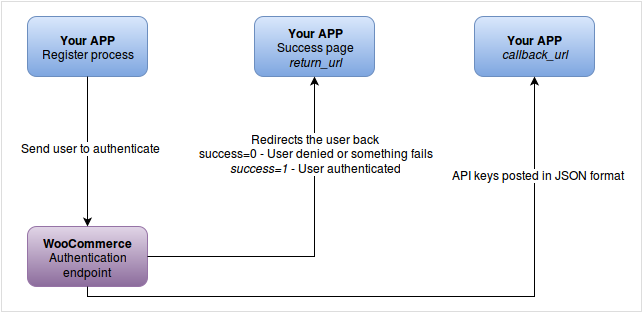 Your APP
Register process
Your APP
Success page
return_url
Your APP
callback_url
Send user to authenticate
Redirects the user back
success=0 - User denied or something fails
success=1 - User authenticated
API keys posted in JSON format
WooCommerce
Authentication
endpoint